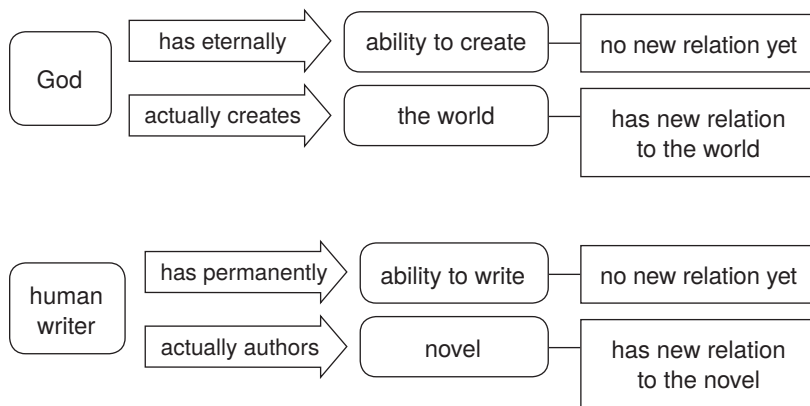 has eternally
ability to create
no new relation yet
God
actually creates
the world
has new relation
to the world
has permanently
ability to write
no new relation yet
human
writer
actually authors
novel
has new relation
to the novel